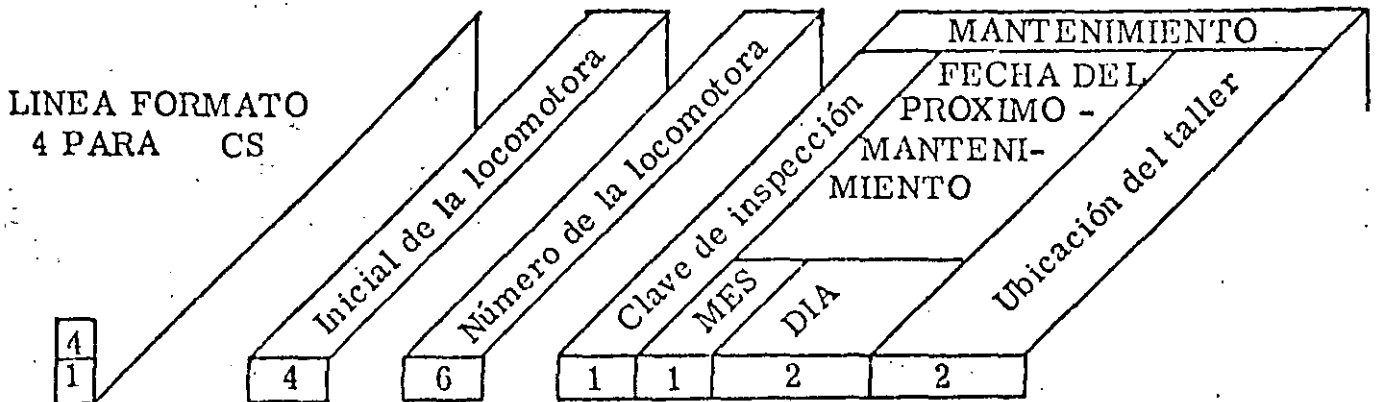 LINEA FORMATO
4 PARA CS
Inicial de la locomotora
Número de la locomotora
MANTENIMIENTO
Clave de inspección
FECHA DEL
PROXIMO -
MANTENI-
MIENTO
MES
DIA
Ubicación del taller
4
1
4
6
1
1
2
2